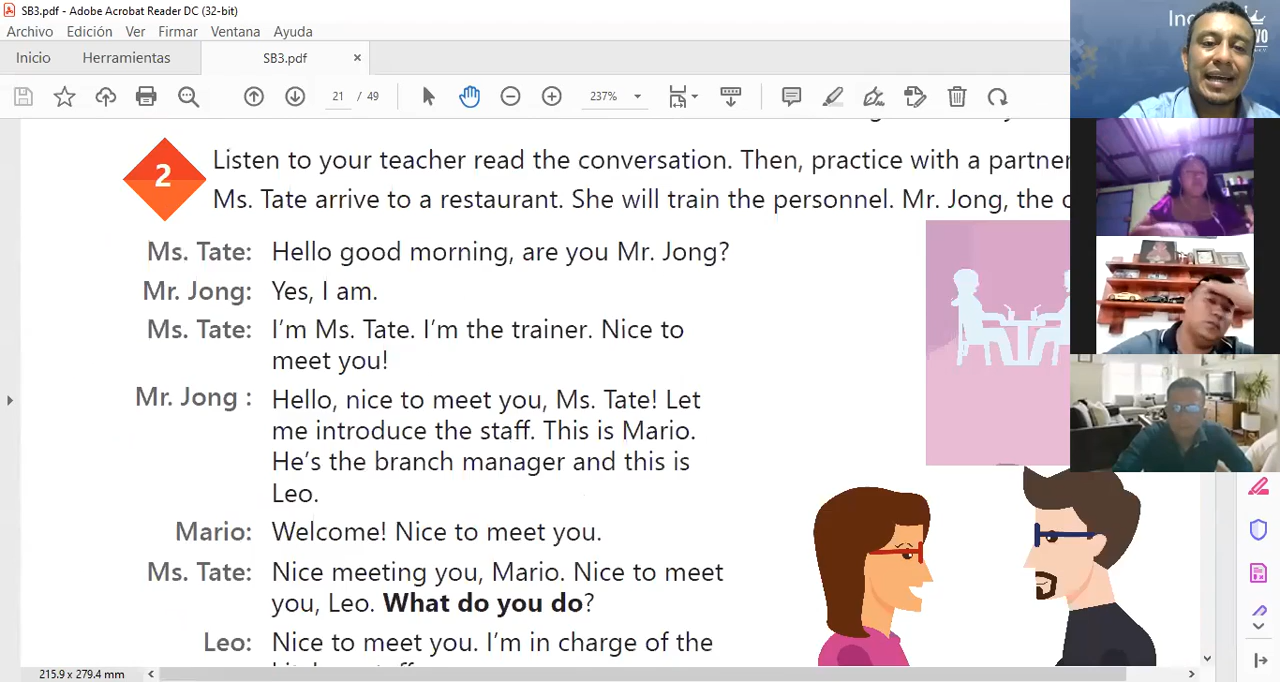 SB3.pdf - Adobe Acrobat Reader DC (32-bit)
Archivo Edición Ver Firmar Ventana Ayuda
Inicio Herramientas SB3.pdf ×
21 / 49 237%
2
Listen to your teacher read the conversation. Then, practice with a partner
Ms. Tate arrive to a restaurant. She will train the personnel. Mr. Jong, the
Ms. Tate: Hello good morning, are you Mr. Jong?
Mr. Jong: Yes, I am.
Ms. Tate: I'm Ms. Tate. I'm the trainer. Nice to
meet you!
Mr. Jong : Hello, nice to meet you, Ms. Tate! Let
me introduce the staff. This is Mario.
He's the branch manager and this is
Leo.
Mario: Welcome! Nice to meet you.
Ms. Tate: Nice meeting you, Mario. Nice to meet
you, Leo. What do you do?
Leo: Nice to meet you. I'm in charge of the
215.9 x 279.4 mm